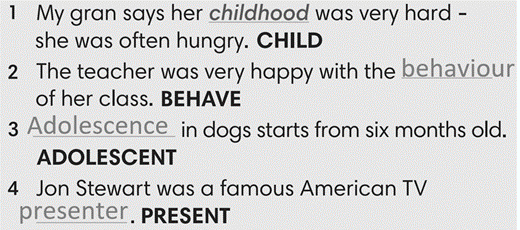 1 My gran says her childhood was very hard -
she was often hungry. CHILD
2 The teacher was very happy with the behaviour
of her class. BEHAVE
3 Adolescence in dogs starts from six months old.
ADOLESCENT
4 Jon Stewart was a famous American TV
presenter. PRESENT